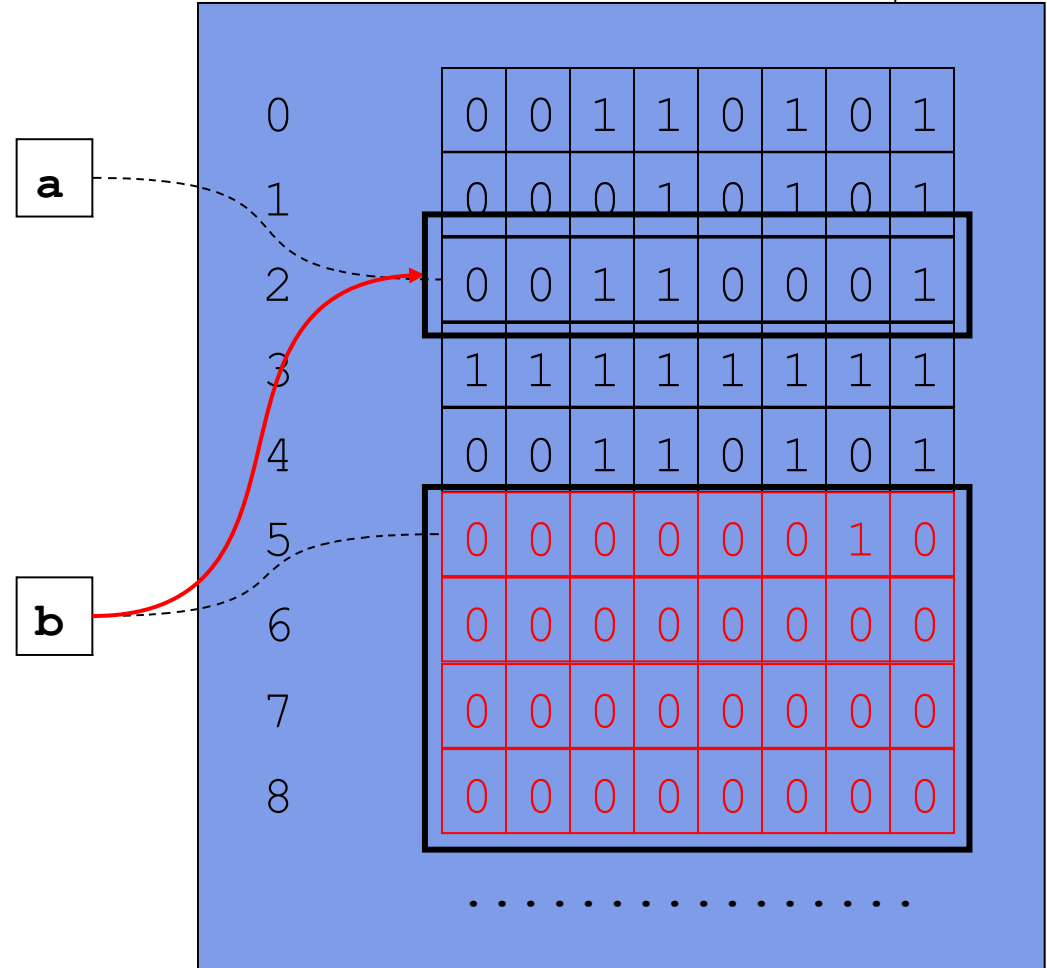 0 0 0 1 1 0 1 0 1
a
1 0 0 0 1 0 1 0 1
2 0 0 1 1 0 0 0 1
3 1 1 1 1 1 1 1 1
4 0 0 1 1 0 1 0 1
5 0 0 0 0 0 0 1 0
b
6 0 0 0 0 0 0 0 0
7 0 0 0 0 0 0 0 0
8 0 0 0 0 0 0 0 0
................